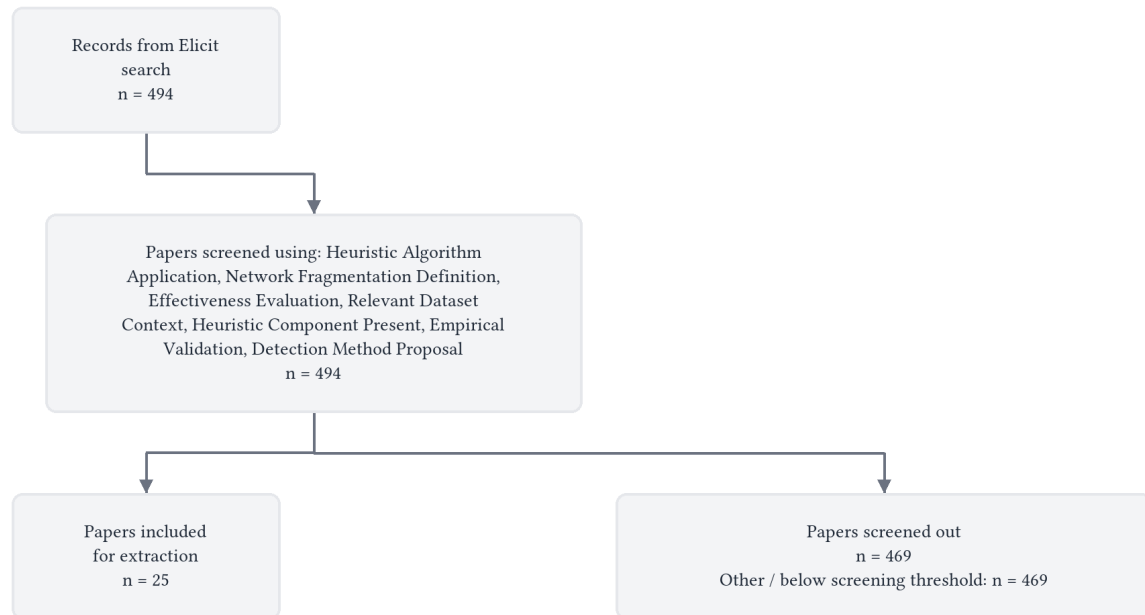 Records from Elicit
search
n = 494
Papers screened using: Heuristic Algorithm
Application, Network Fragmentation Definition,
Effectiveness Evaluation, Relevant Dataset
Context, Heuristic Component Present, Empirical
Validation, Detection Method Proposal
n = 494
Papers included
for extraction
n = 25
Papers screened out
n = 469
Other / below screening threshold: n = 469